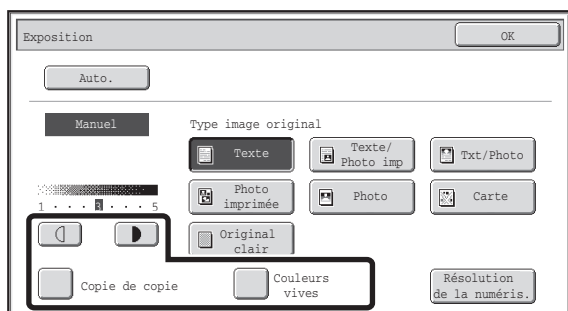 Exposition
OK
Auto.
Manuel
Type image original
Texte
Texte/
Photo imp
Txt/Photo
Photo
imprimée
Photo
Carte
1 · · · 3 · · · 5
Original
clair
Copie de copie
Couleurs
vives
Résolution
de la numéris.